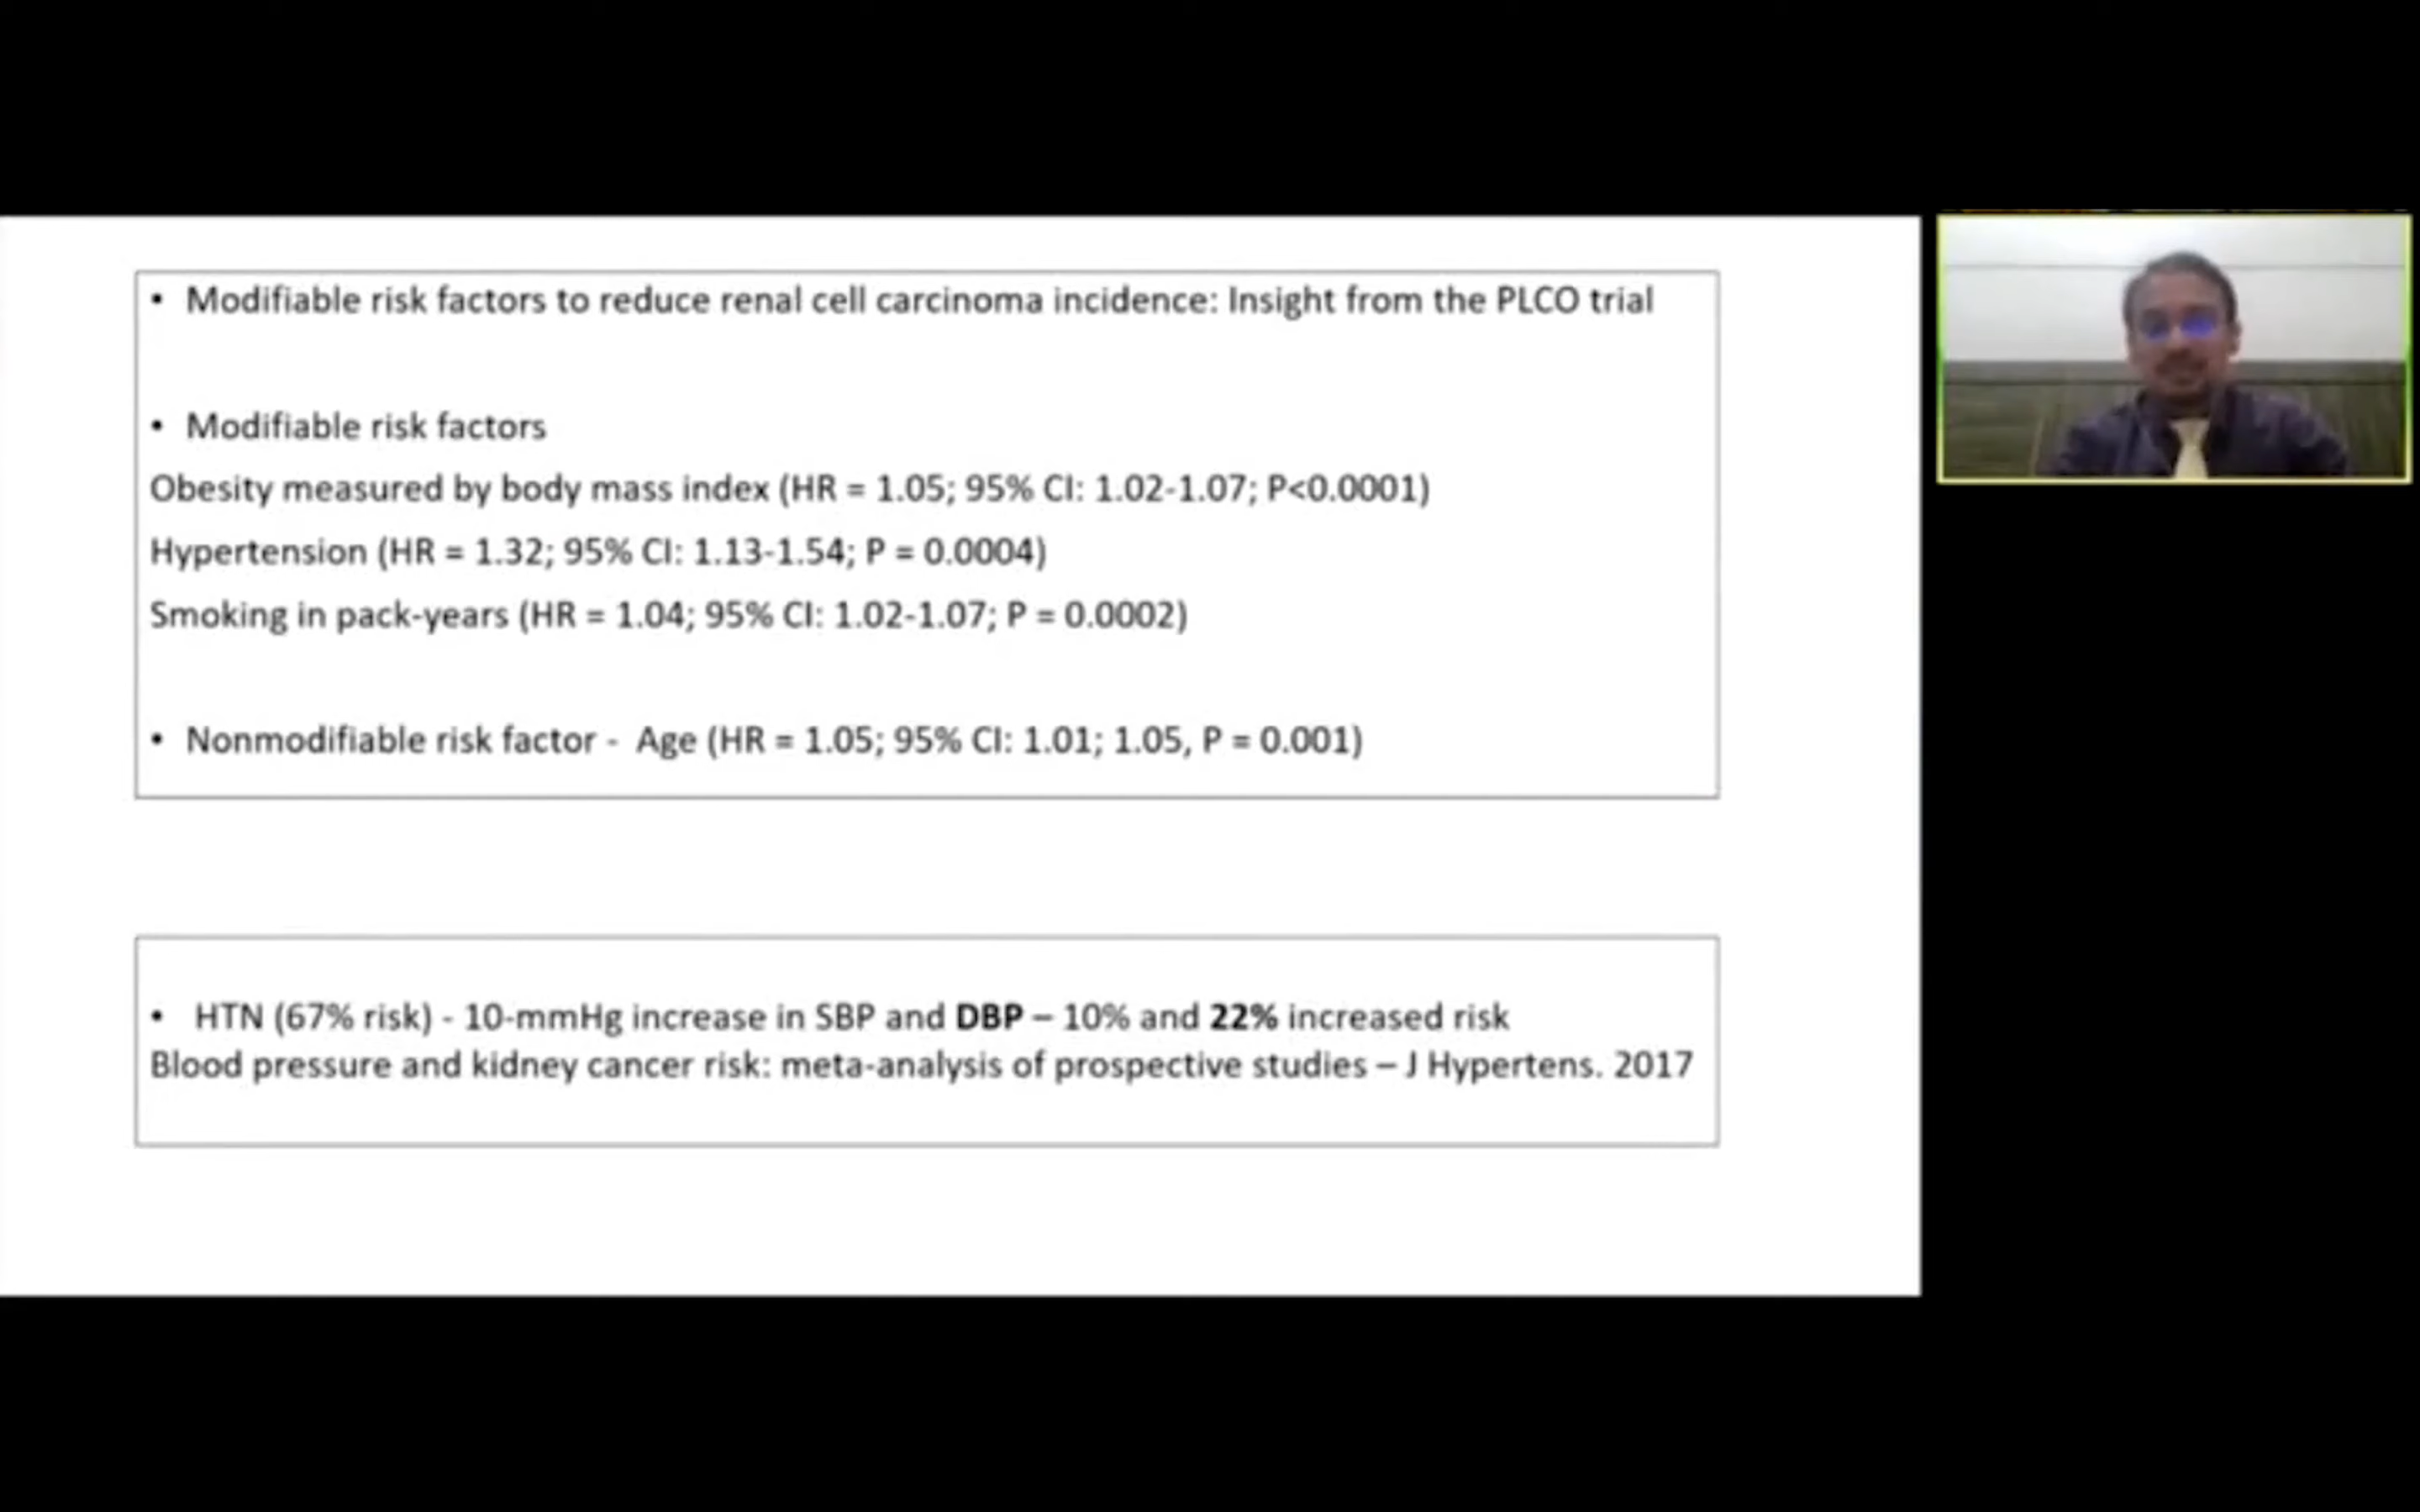 • Modifiable risk factors to reduce renal cell carcinoma incidence: Insight from the PLCO trial
• Modifiable risk factors
Obesity measured by body mass index (HR = 1.05; 95% CI: 1.02-1.07; P<0.0001)
Hypertension (HR = 1.32; 95% CI: 1.13-1.54; P = 0.0004)
Smoking in pack-years (HR = 1.04; 95% CI: 1.02-1.07; P = 0.0002)
• Nonmodifiable risk factor - Age (HR = 1.05; 95% CI: 1.01; 1.05, P = 0.001)
• HTN (67% risk) - 10-mmHg increase in SBP and DBP – 10% and 22% increased risk
Blood pressure and kidney cancer risk: meta-analysis of prospective studies – J Hypertens. 2017